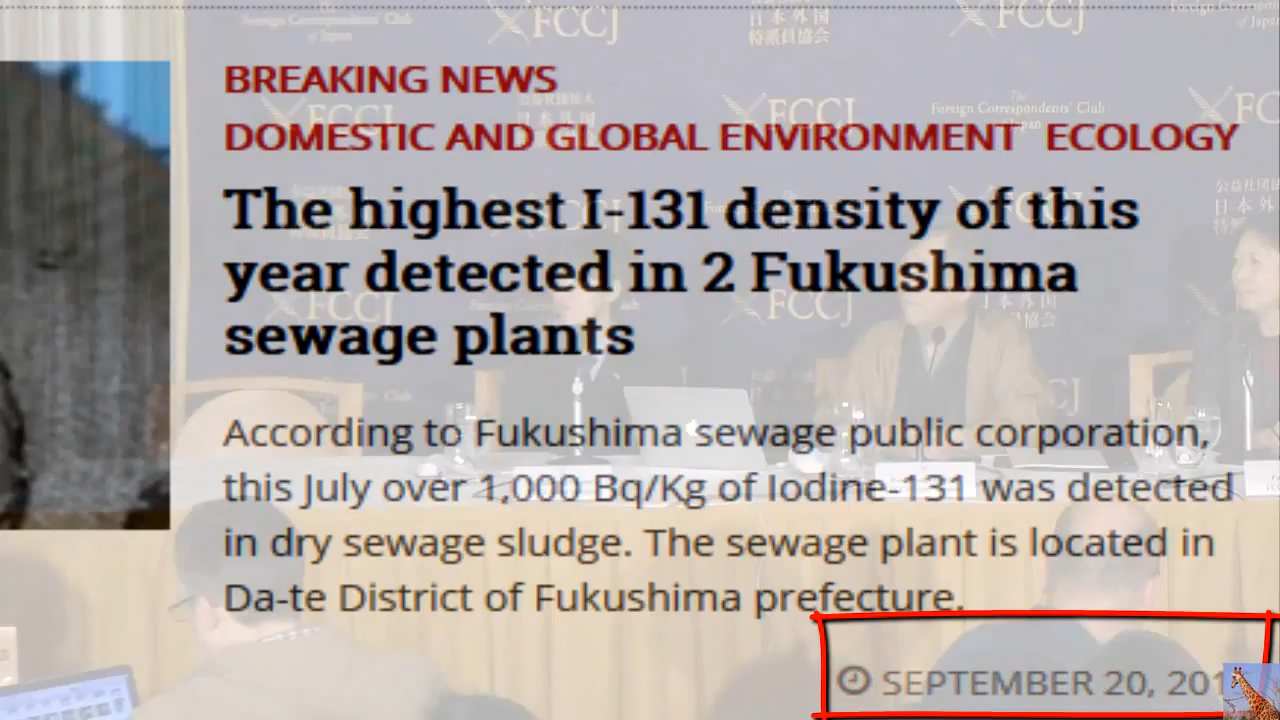 BREAKING NEWS
DOMESTIC AND GLOBAL ENVIRONMENT ECOLOGY
The highest I-131 density of this
year detected in 2 Fukushima
sewage plants
According to Fukushima sewage public corporation,
this July over 1,000 Bq/Kg of Iodine-131 was detected
in dry sewage sludge. The sewage plant is located in
Da-te District of Fukushima prefecture.
SEPTEMBER 20, 201